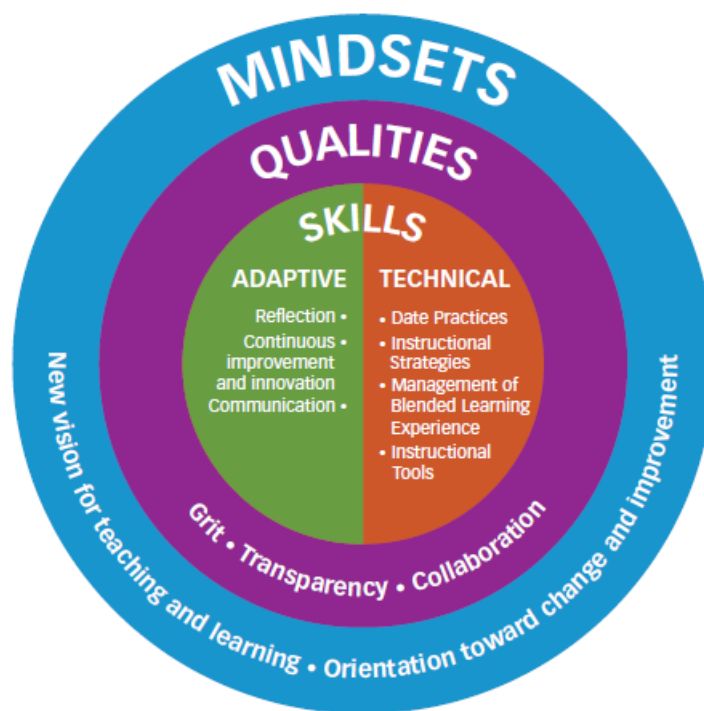 MINDSETS
QUALITIES
SKILLS
ADAPTIVE
Reflection •
Continuous •
improvement
and innovation
Communication •
TECHNICAL
• Date Practices
• Instructional
Strategies
• Management of
Blended Learning
Experience
• Instructional
Tools
Grit • Transparency • Collaboration
New vision for teaching and learning • Orientation toward change and improvement